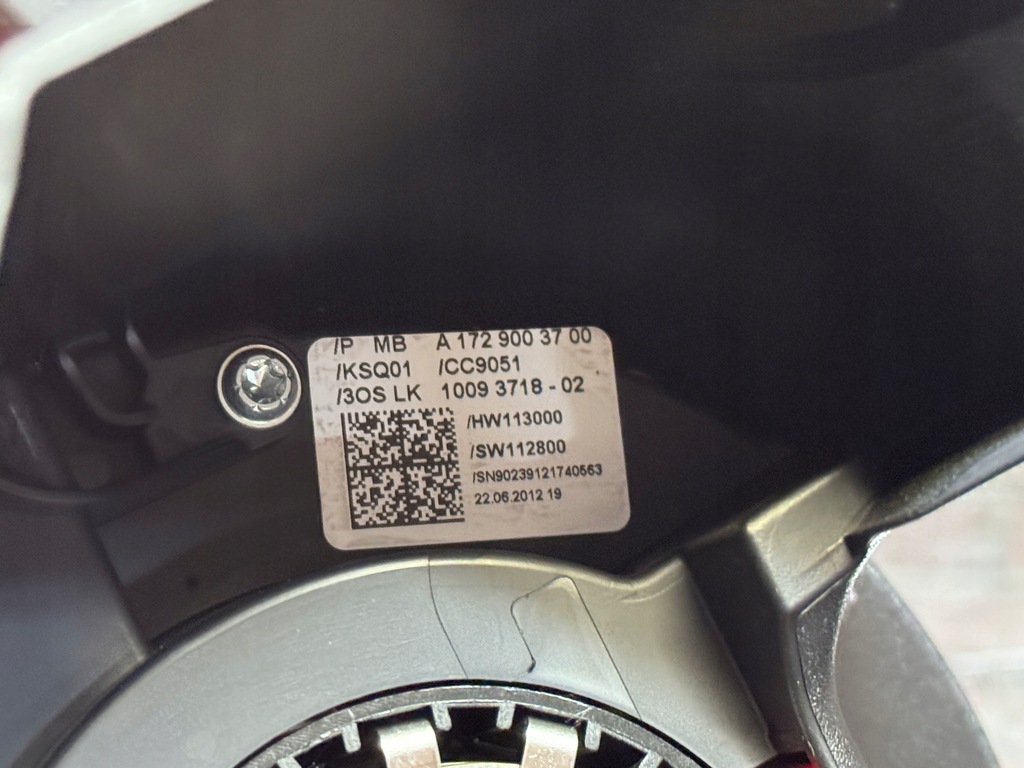 /P MB A 172 900 37 00
/KSQ01 /CC9051
/3OS LK 1009 3718 - 02
/HW113000
/SW112800
/SN90239121740563
22.06.2012 19